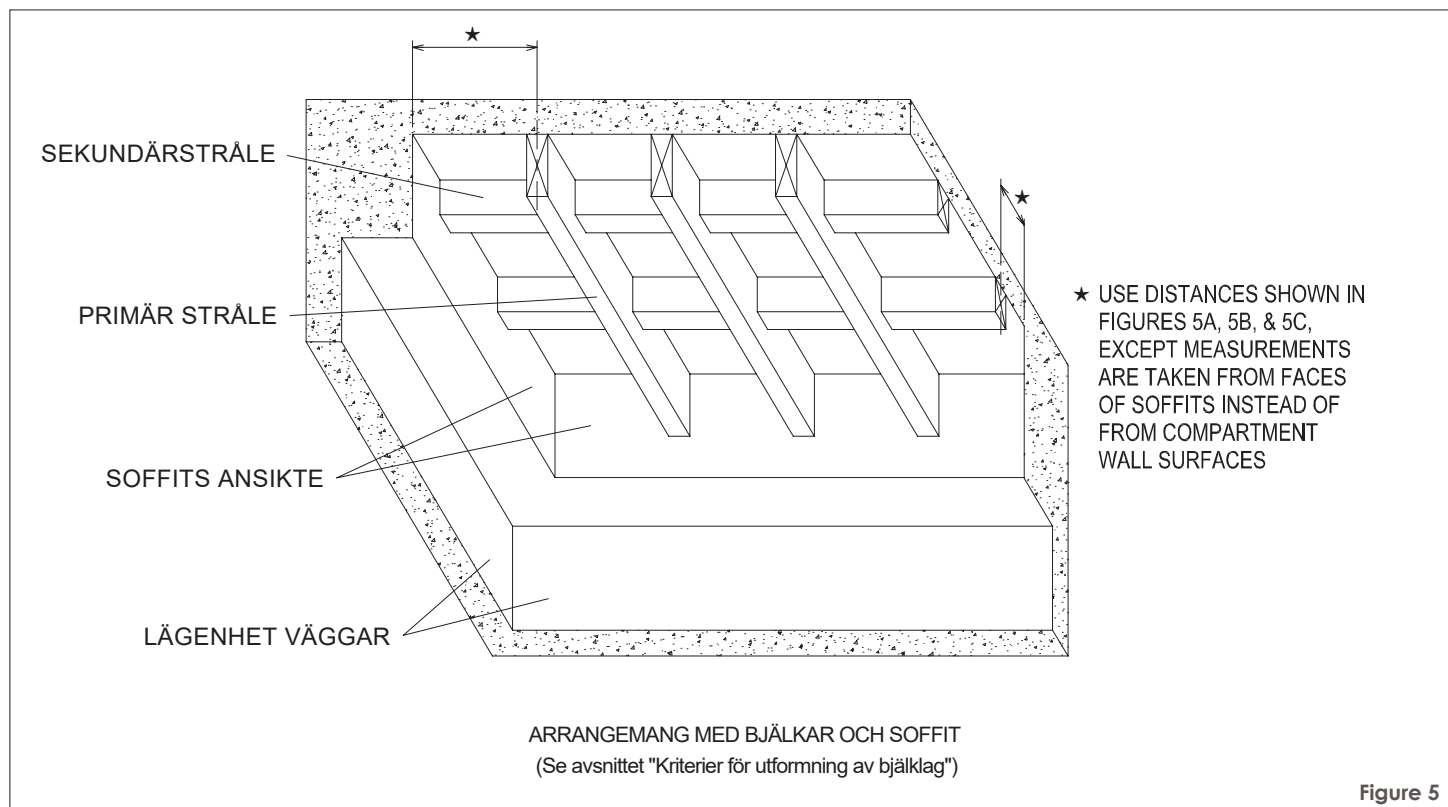 ★
SEKUNDÄRSTRÅLE
★
PRIMÄR STRÅLE
★ USE DISTANCES SHOWN IN
FIGURES 5A, 5B, & 5C,
EXCEPT MEASUREMENTS
ARE TAKEN FROM FACES
OF SOFFITS INSTEAD OF
FROM COMPARTMENT
WALL SURFACES
SOFFITS ANSIKTE
LÄGENHET VÄGGAR
ARRANGEMANG MED BJÄLKAR OCH SOFFIT
(Se avsnittet "Kriterier för utformning av bjälklag")
Figure 5